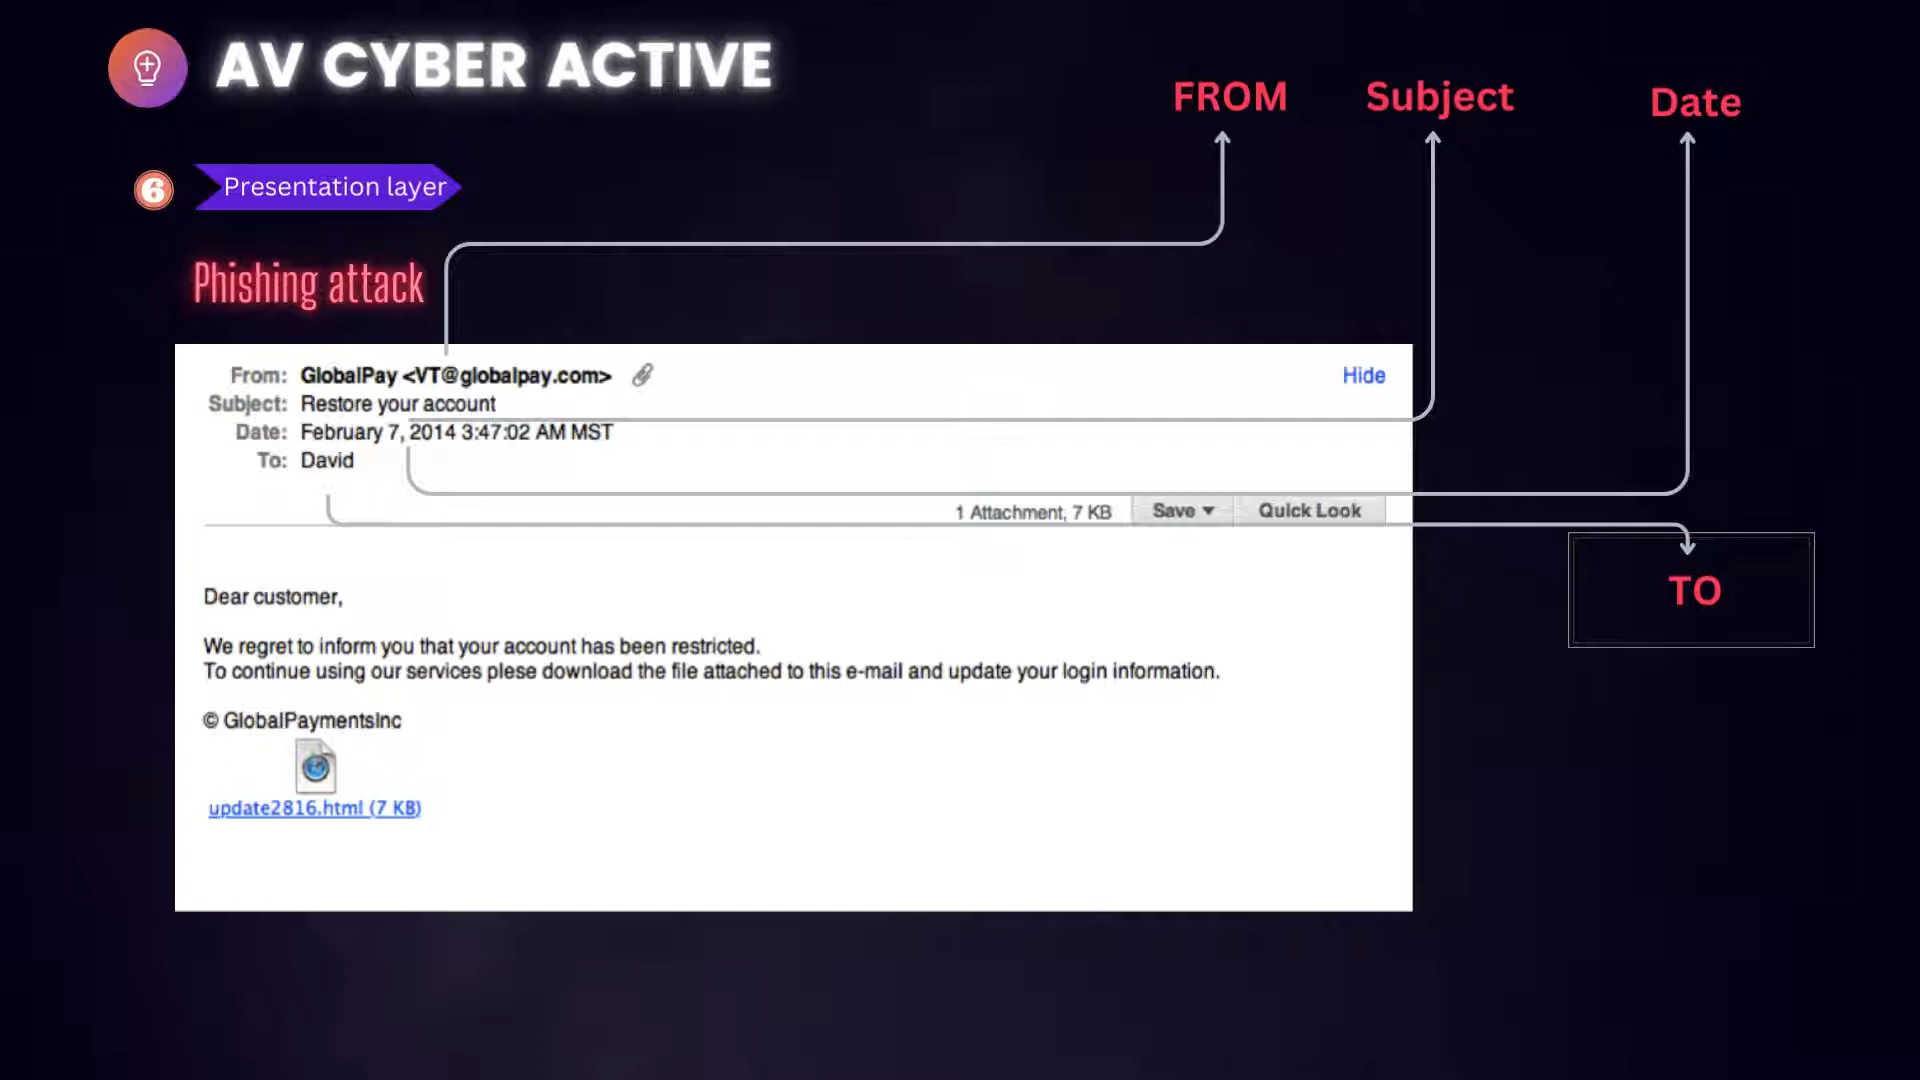 AV CYBER ACTIVE
FROM Subject Date
6 Presentation layer
Phishing attack
From: GlobalPay <VT@globalpay.com> Hide
Subject: Restore your account
Date: February 7, 2014 3:47:02 AM MST
To: David
1 Attachment, 7 KB Save Quick Look
TO
Dear customer,
We regret to inform you that your account has been restricted.
To continue using our services plese download the file attached to this e-mail and update your login information.
© GlobalPaymentsInc
update2816.html (7 KB)